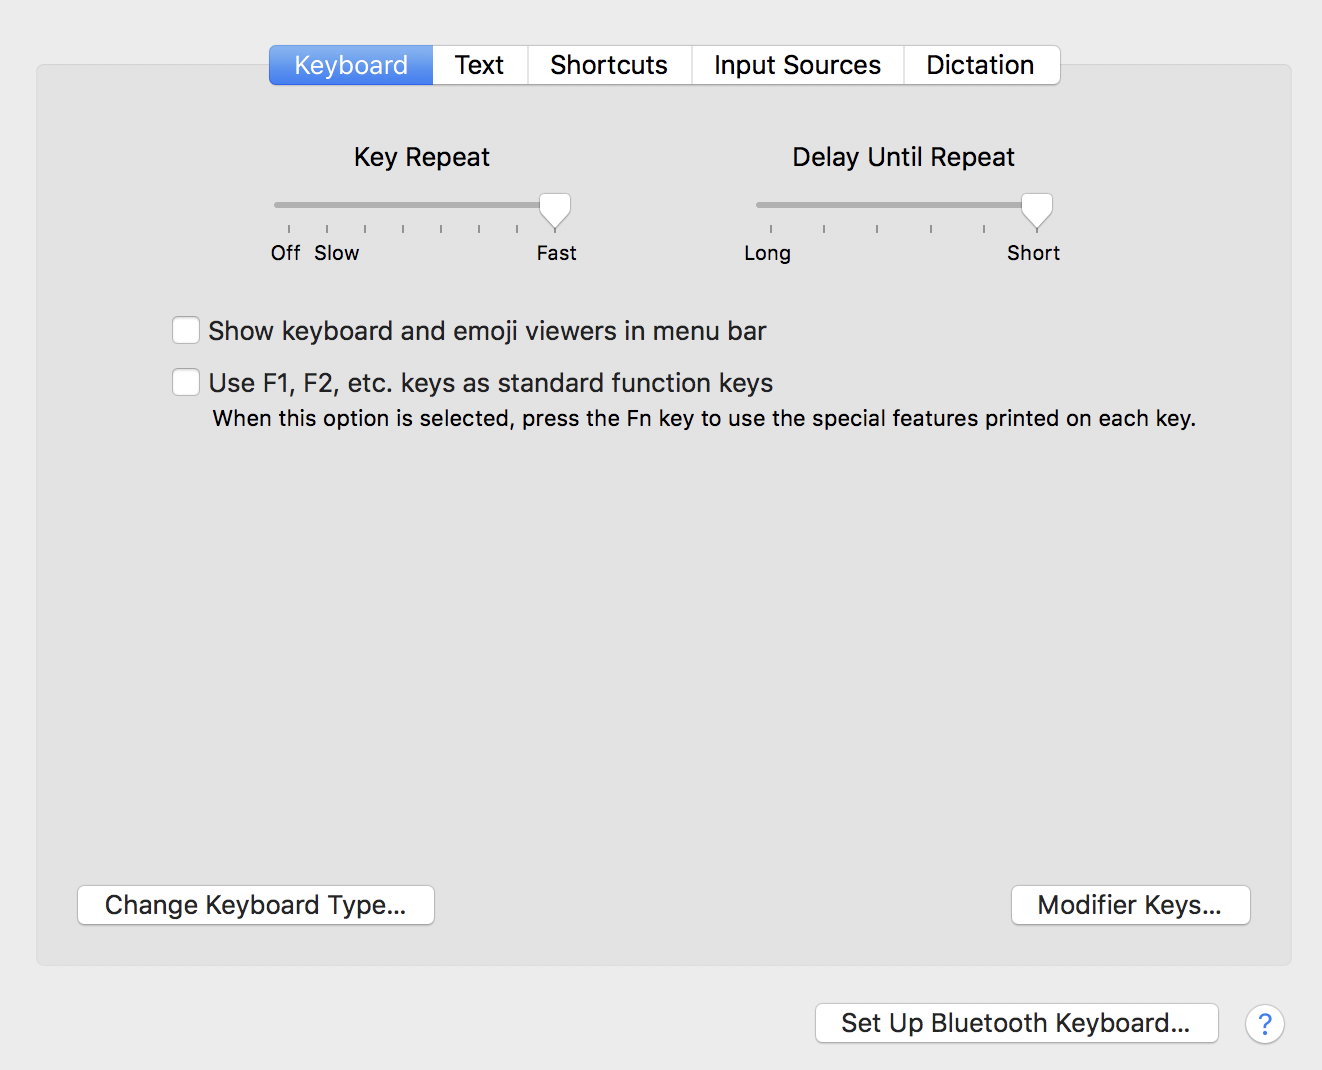 Keyboard Text Shortcuts Input Sources Dictation
Key Repeat Delay Until Repeat
Off Slow Fast Long Short
Show keyboard and emoji viewers in menu bar
Use F1, F2, etc. keys as standard function keys
When this option is selected, press the Fn key to use the special features printed on each key.
Change Keyboard Type... Modifier Keys...
Set Up Bluetooth Keyboard... ?